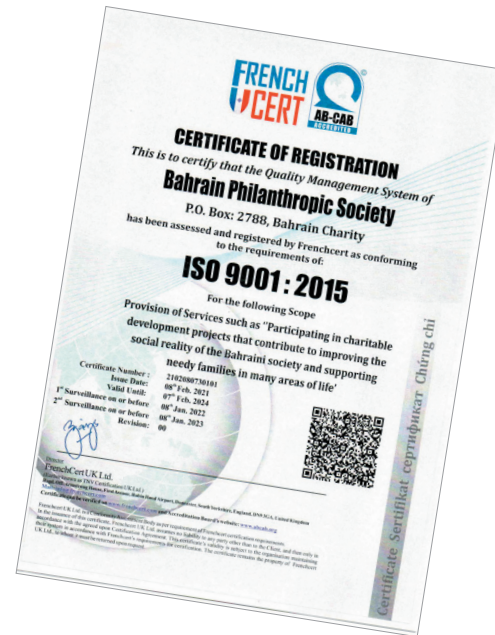 FRENCH
CERT
AB-CAB
ACCREDITED
©
CERTIFICATE OF REGISTRATION
This is to certify that the Quality Management System of
Bahrain Philanthropic Society
P.O. Box: 2788, Bahrain Charity
has been assessed and registered by Frenchcert as conforming
to the requirements of:
ISO 9001 : 2015
For the following Scope
Provision of Services such as "Participating in charitable
development projects that contribute to improving the
social reality of the Bahraini society and supporting
needy families in many areas of life'
Certificate Number : 2102080730101
Issue Date: 08th Feb. 2021
Valid Until: 07th Feb. 2024
1st Surveillance on or before 08th Jan. 2022
2nd Surveillance on or before 08th Jan. 2023
Revision: 00
Director
FrenchCert UK Ltd.
Certificate Sertifikat сертификат Chứng chỉ